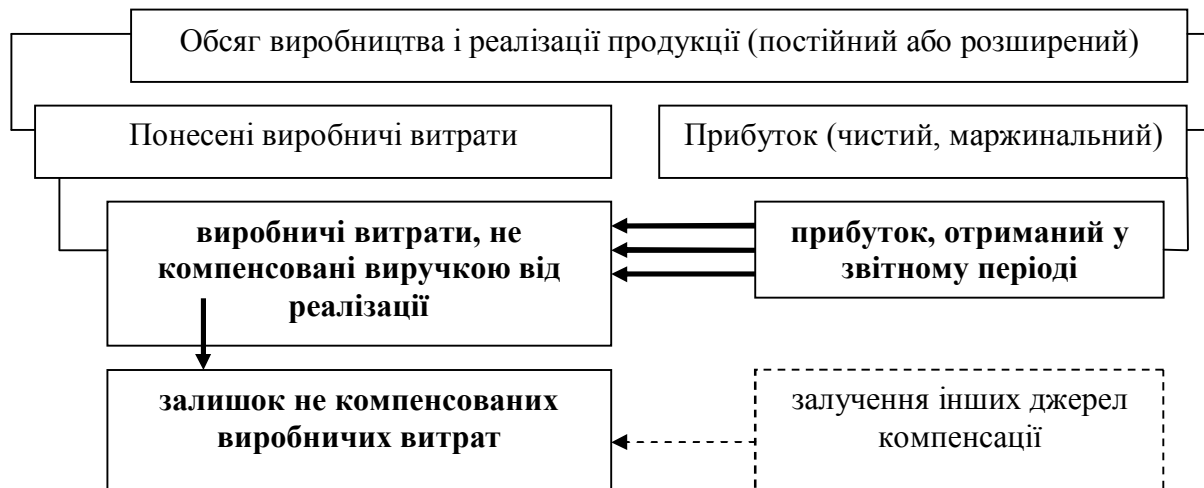 Обсяг виробництва і реалізації продукції (постійний або розширений)
Понесені виробничі витрати
Прибуток (чистий, маржинальний)
виробничі витрати, не
компенсовані виручкою від
реалізації
прибуток, отриманий у
звітному періоді
залишок не компенсованих
виробничих витрат
залучення інших джерел
компенсації